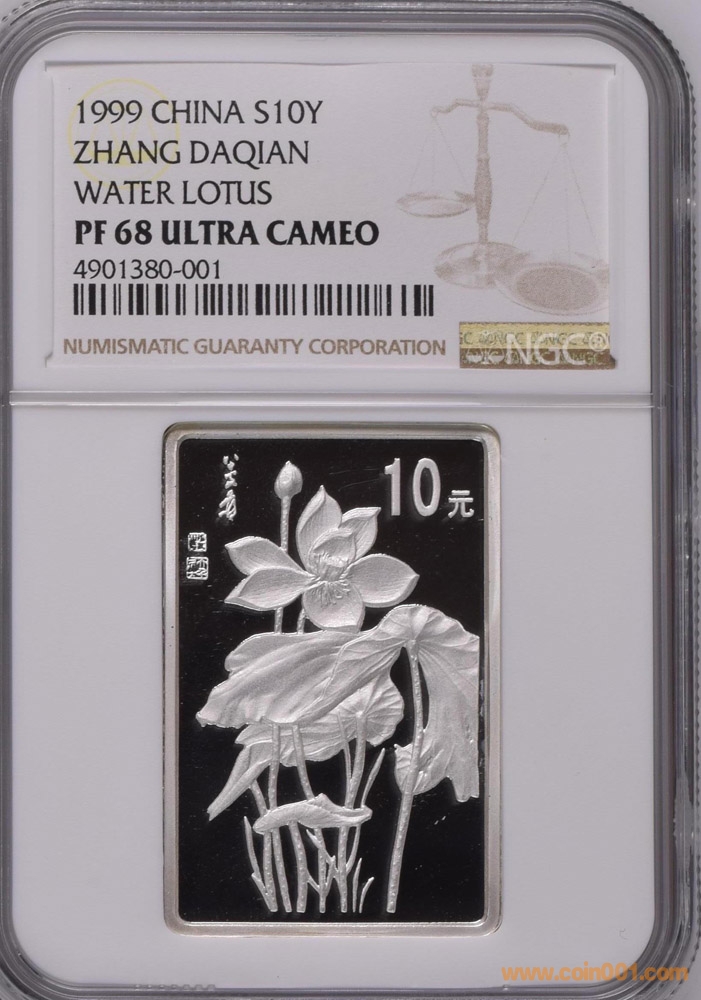 1999 CHINA S10Y
ZHANG DAQIAN
WATER LOTUS
PF 68 ULTRA CAMEO
4901380-001
NUMISMATIC GUARANTY CORPORATION
NGC®
10元
www.coin001.com